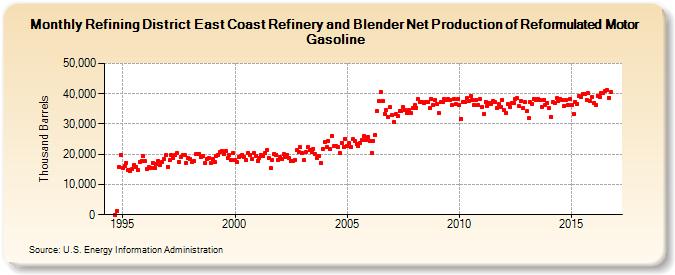 Monthly Refining District East Coast Refinery and Blender Net Production of Reformulated Motor
Gasoline
Thousand Barrels
50,000
40,000
30,000
20,000
10,000
0
1995
2000
2005
2010
2015
Source: U.S. Energy Information Administration